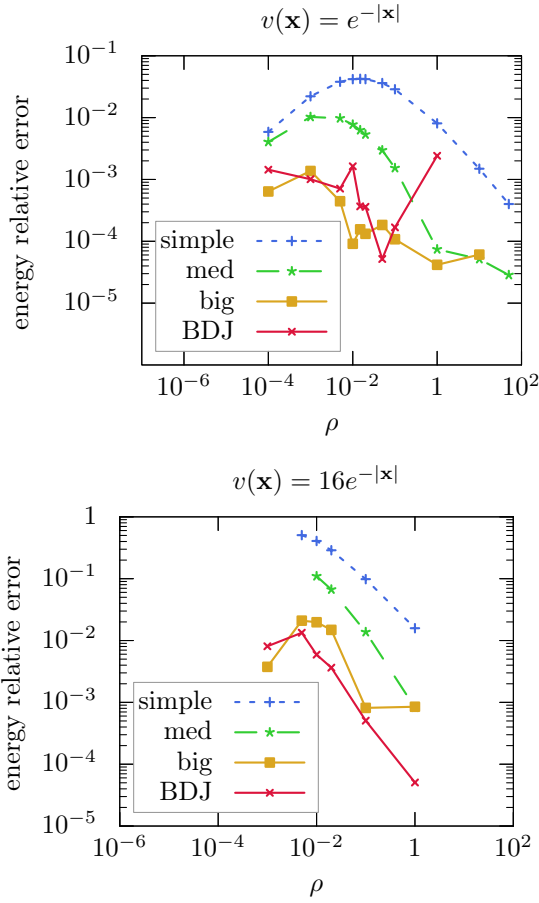 v(𝐱) = e^{−|𝐱|}
energy relative error
10^{−1}
10^{−2}
10^{−3}
10^{−4}
10^{−5}
simple
med
big
BDJ
10^{−6} 10^{−4} 10^{−2} 1 10^2
ρ
v(𝐱) = 16e^{−|𝐱|}
energy relative error
1
10^{−1}
10^{−2}
10^{−3}
10^{−4}
10^{−5}
simple
med
big
BDJ
10^{−6} 10^{−4} 10^{−2} 1 10^2
ρ